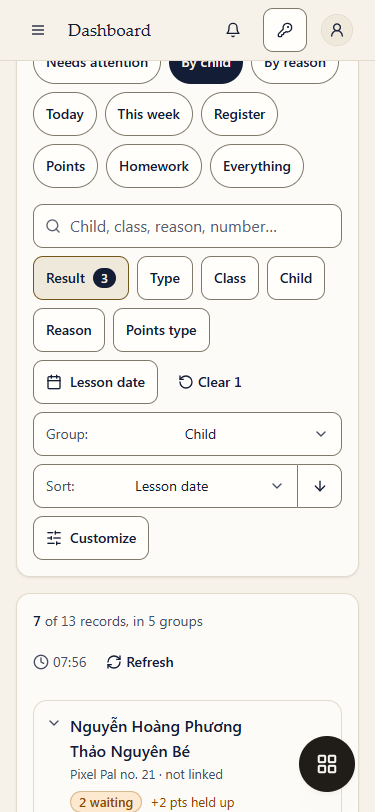 Dashboard
Needs attention By child By reason
Today This week Register
Points Homework Everything
Child, class, reason, number...
Result 3 Type Class Child
Reason Points type
Lesson date Clear 1
Group: Child
Sort: Lesson date
Customize
7 of 13 records, in 5 groups
07:56 Refresh
Nguyễn Hoàng Phương
Thảo Nguyên Bé
Pixel Pal no. 21 · not linked
2 waiting +2 pts held up